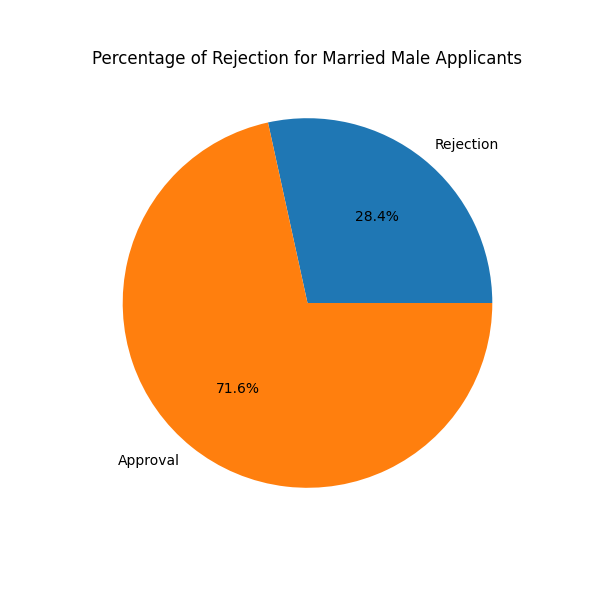 Percentage of Rejection for Married Male Applicants
Rejection
28.4%
71.6%
Approval